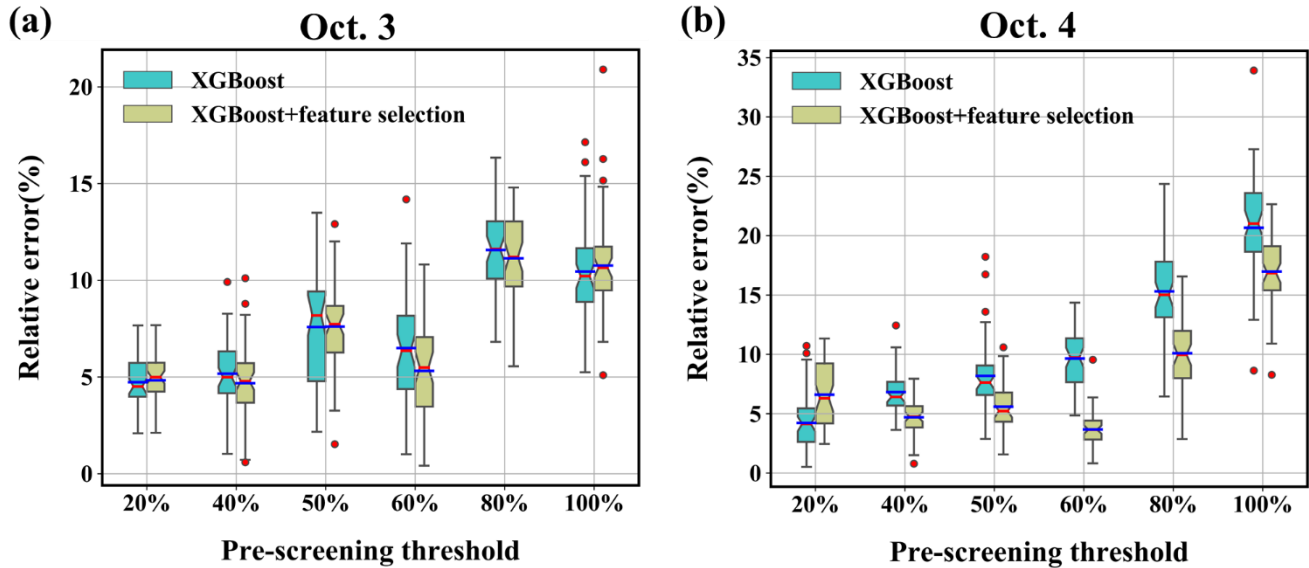 (a)
Oct. 3
Relative error(%)
20
15
10
5
0
XGBoost
XGBoost+feature selection
20% 40% 50% 60% 80% 100%
Pre-screening threshold
(b)
Oct. 4
Relative error(%)
35
30
25
20
15
10
5
0
XGBoost
XGBoost+feature selection
20% 40% 50% 60% 80% 100%
Pre-screening threshold